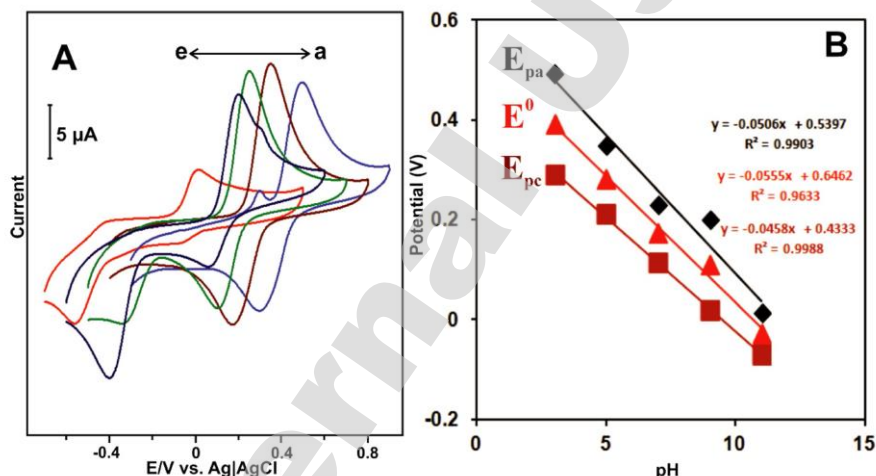 A
e
a
5 µA
Current
-0.4
0
0.4
0.8
E/V vs. Ag|AgCl
B
0.6
0.4
0.2
0
-0.2
Potential (V)
Epa
E0
Epc
y = -0.0506x + 0.5397
R² = 0.9903
y = -0.0555x + 0.6462
R² = 0.9633
y = -0.0458x + 0.4333
R² = 0.9988
0
5
10
15
pH